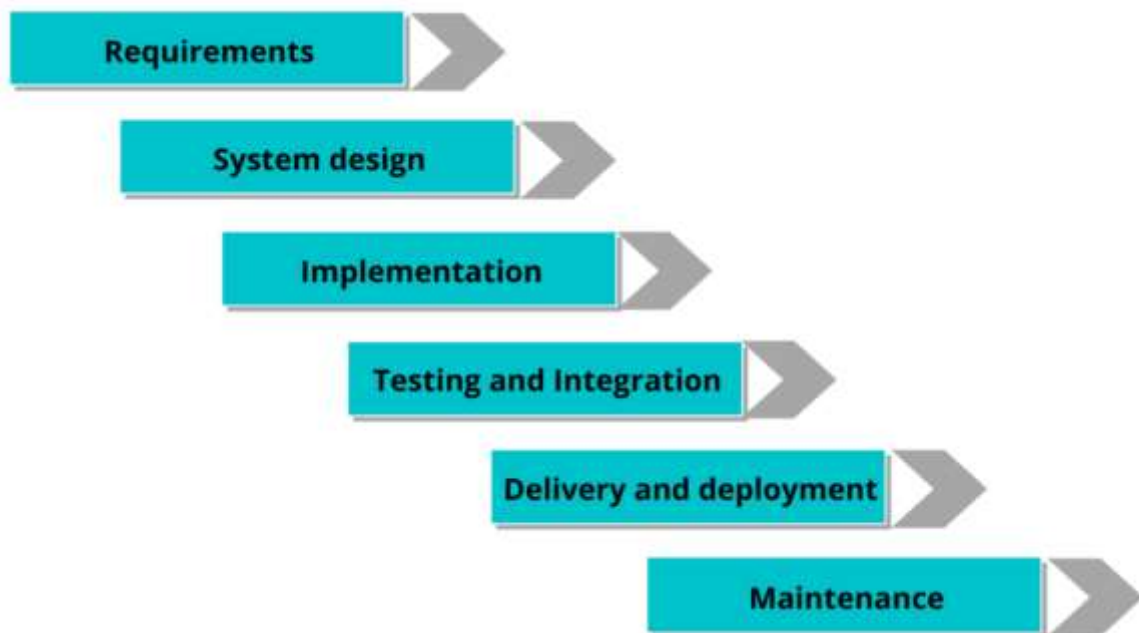 Requirements
System design
Implementation
Testing and Integration
Delivery and deployment
Maintenance